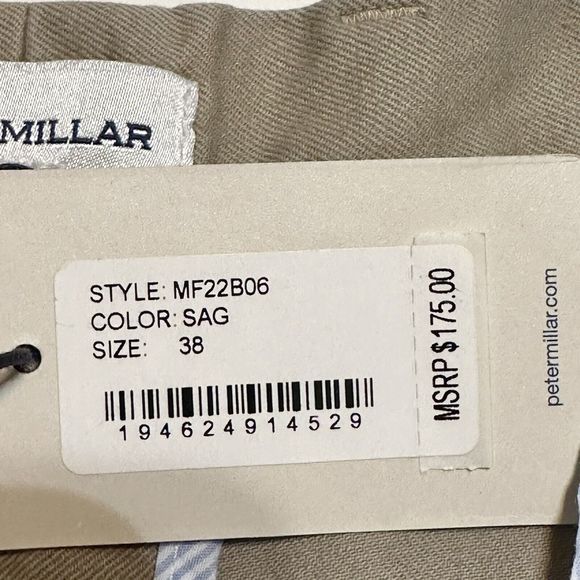 MILLAR
STYLE: MF22B06
COLOR: SAG
SIZE: 38
194624914529
MSRP $175.00
petermillar.com